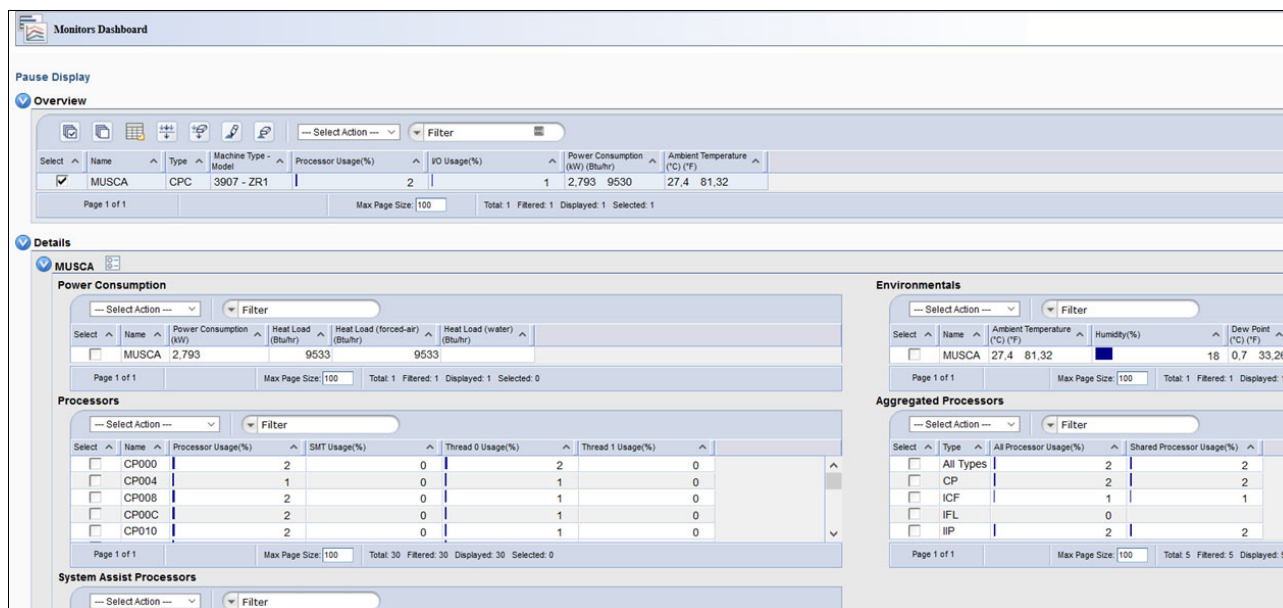 Monitors Dashboard
Pause Display
Overview
--- Select Action --- Filter
Select Name Type Machine Type - Model Processor Usage(%) I/O Usage(%) Power Consumption (kW) (Btu/hr) Ambient Temperature (°C) (°F)
MUSCA CPC 3907 - ZR1 2 1 2,793 9530 27,4 81,32
Page 1 of 1 Max Page Size: 100 Total: 1 Filtered: 1 Displayed: 1 Selected: 1
Details
MUSCA
Power Consumption
--- Select Action --- Filter
Select Name Power Consumption (kW) Heat Load (Btu/hr) Heat Load (forced-air) (Btu/hr) Heat Load (water) (Btu/hr)
MUSCA 2,793 9533 9533
Page 1 of 1 Max Page Size: 100 Total: 1 Filtered: 1 Displayed: 1 Selected: 0
Environmentals
--- Select Action --- Filter
Select Name Ambient Temperature (°C) (°F) Humidity(%) Dew Point (°C) (°F)
MUSCA 27,4 81,32 18 0,7 33,26
Page 1 of 1 Max Page Size: 100 Total: 1 Filtered: 1 Displayed:
Processors
--- Select Action --- Filter
Select Name Processor Usage(%) SMT Usage(%) Thread 0 Usage(%) Thread 1 Usage(%)
CP000 2 0 2 0
CP004 1 0 1 0
CP008 2 0 1 0
CP00C 2 0 1 0
CP010 2 0 1 0
Page 1 of 1 Max Page Size: 100 Total: 30 Filtered: 30 Displayed: 30 Selected: 0
Aggregated Processors
--- Select Action --- Filter
Select Type All Processor Usage(%) Shared Processor Usage(%)
All Types 2 2
CP 2 2
ICF 1 1
IFL 0
IIP 2 2
Page 1 of 1 Max Page Size: 100 Total: 5 Filtered: 5 Displayed:
System Assist Processors
--- Select Action --- Filter